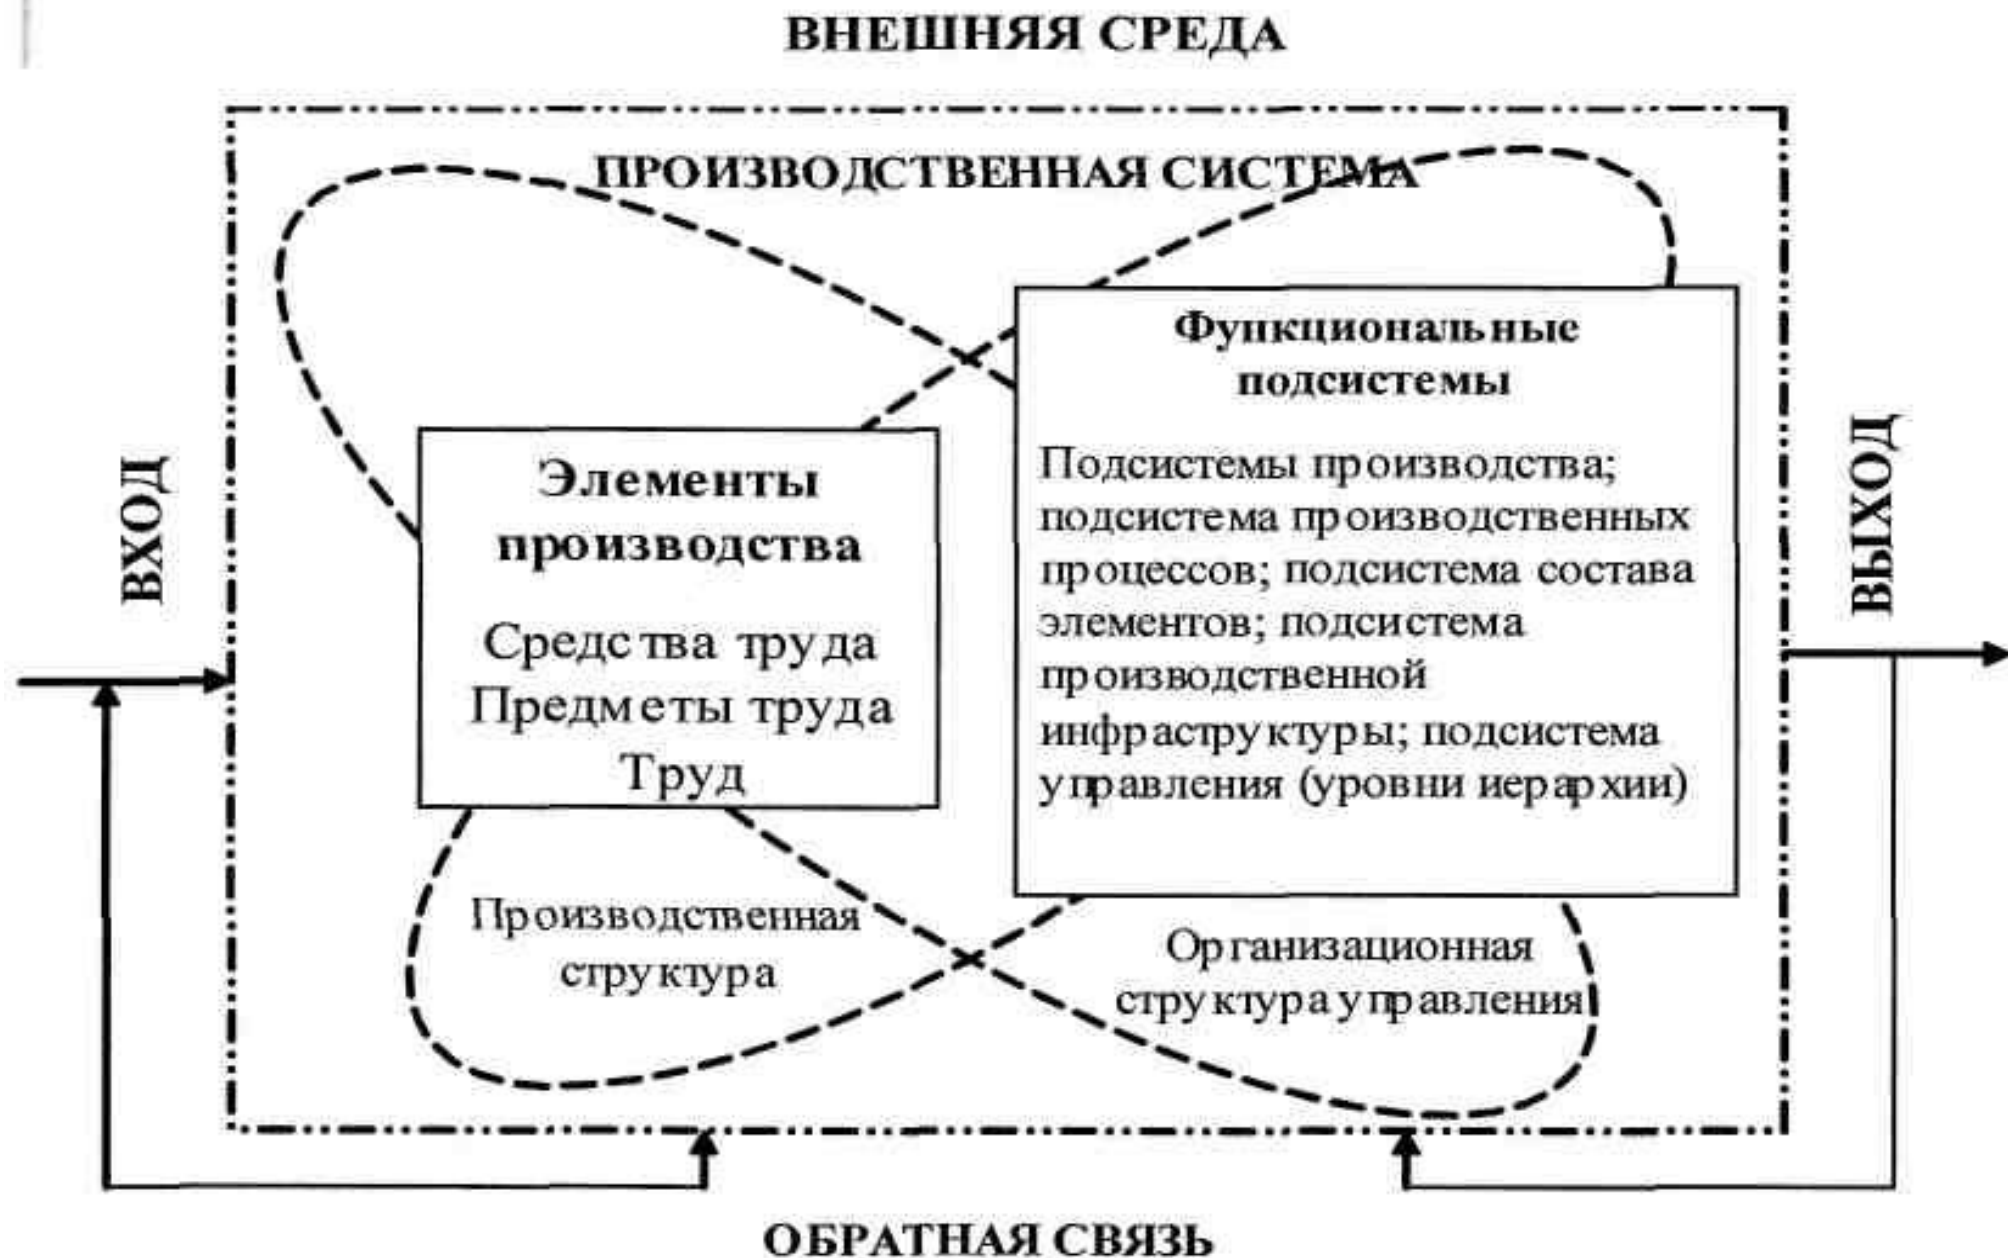 ВНЕШНЯЯ СРЕДА
ПРОИЗВОДСТВЕННАЯ СИСТЕМА
ВХОД
Элементы
производства
Средства труда
Предметы труда
Труд
Функциональные
подсистемы
Подсистемы производства;
подсистема производственных
процессов; подсистема состава
элементов; подсистема
производственной
инфраструктуры; подсистема
управления (уровни иерархии)
ВЫХОД
Производственная
структура
Организационная
структура управления
ОБРАТНАЯ СВЯЗЬ